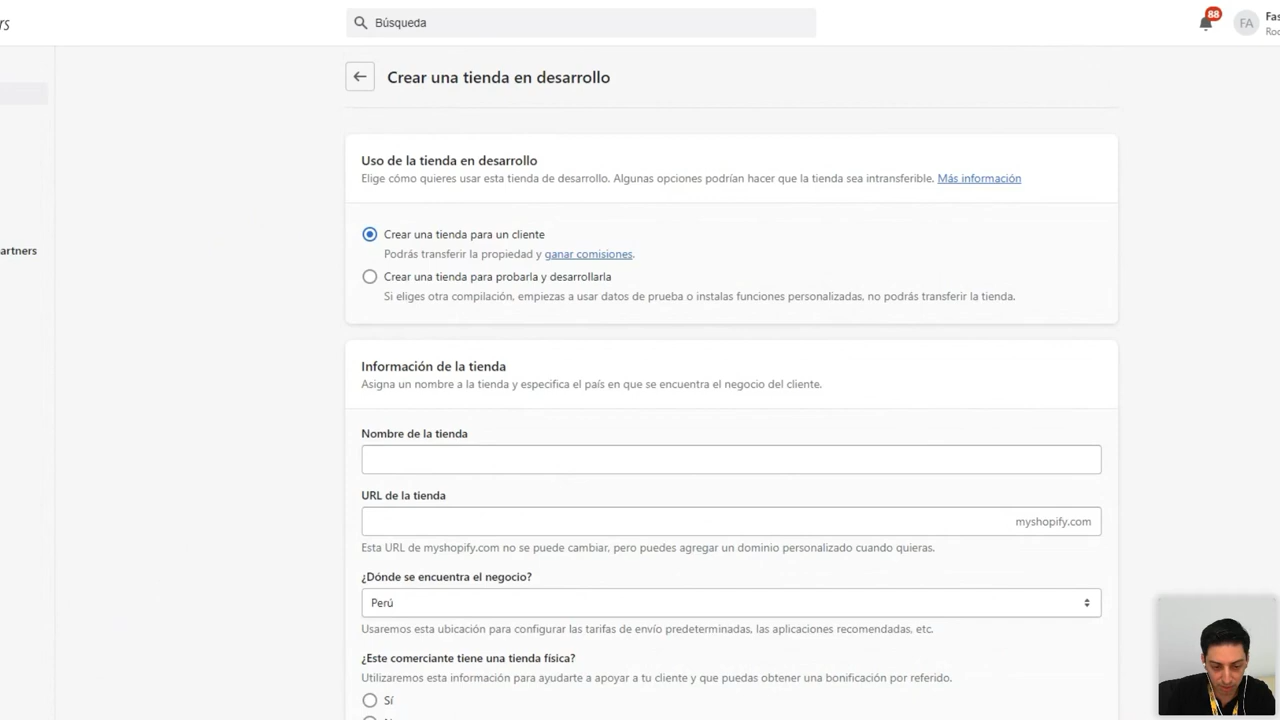 rs
Búsqueda
88
FA
Fas
Roc
Crear una tienda en desarrollo
Uso de la tienda en desarrollo
Elige cómo quieres usar esta tienda de desarrollo. Algunas opciones podrían hacer que la tienda sea intransferible. Más información
Crear una tienda para un cliente
Podrás transferir la propiedad y ganar comisiones.
artners
Crear una tienda para probarla y desarrollarla
Si eliges otra compilación, empiezas a usar datos de prueba o instalas funciones personalizadas, no podrás transferir la tienda.
Información de la tienda
Asigna un nombre a la tienda y especifica el país en que se encuentra el negocio del cliente.
Nombre de la tienda
URL de la tienda
myshopify.com
Esta URL de myshopify.com no se puede cambiar, pero puedes agregar un dominio personalizado cuando quieras.
¿Dónde se encuentra el negocio?
Perú
Usaremos esta ubicación para configurar las tarifas de envío predeterminadas, las aplicaciones recomendadas, etc.
¿Este comerciante tiene una tienda física?
Utilizaremos esta información para ayudarte a apoyar a tu cliente y que puedas obtener una bonificación por referido.
Sí